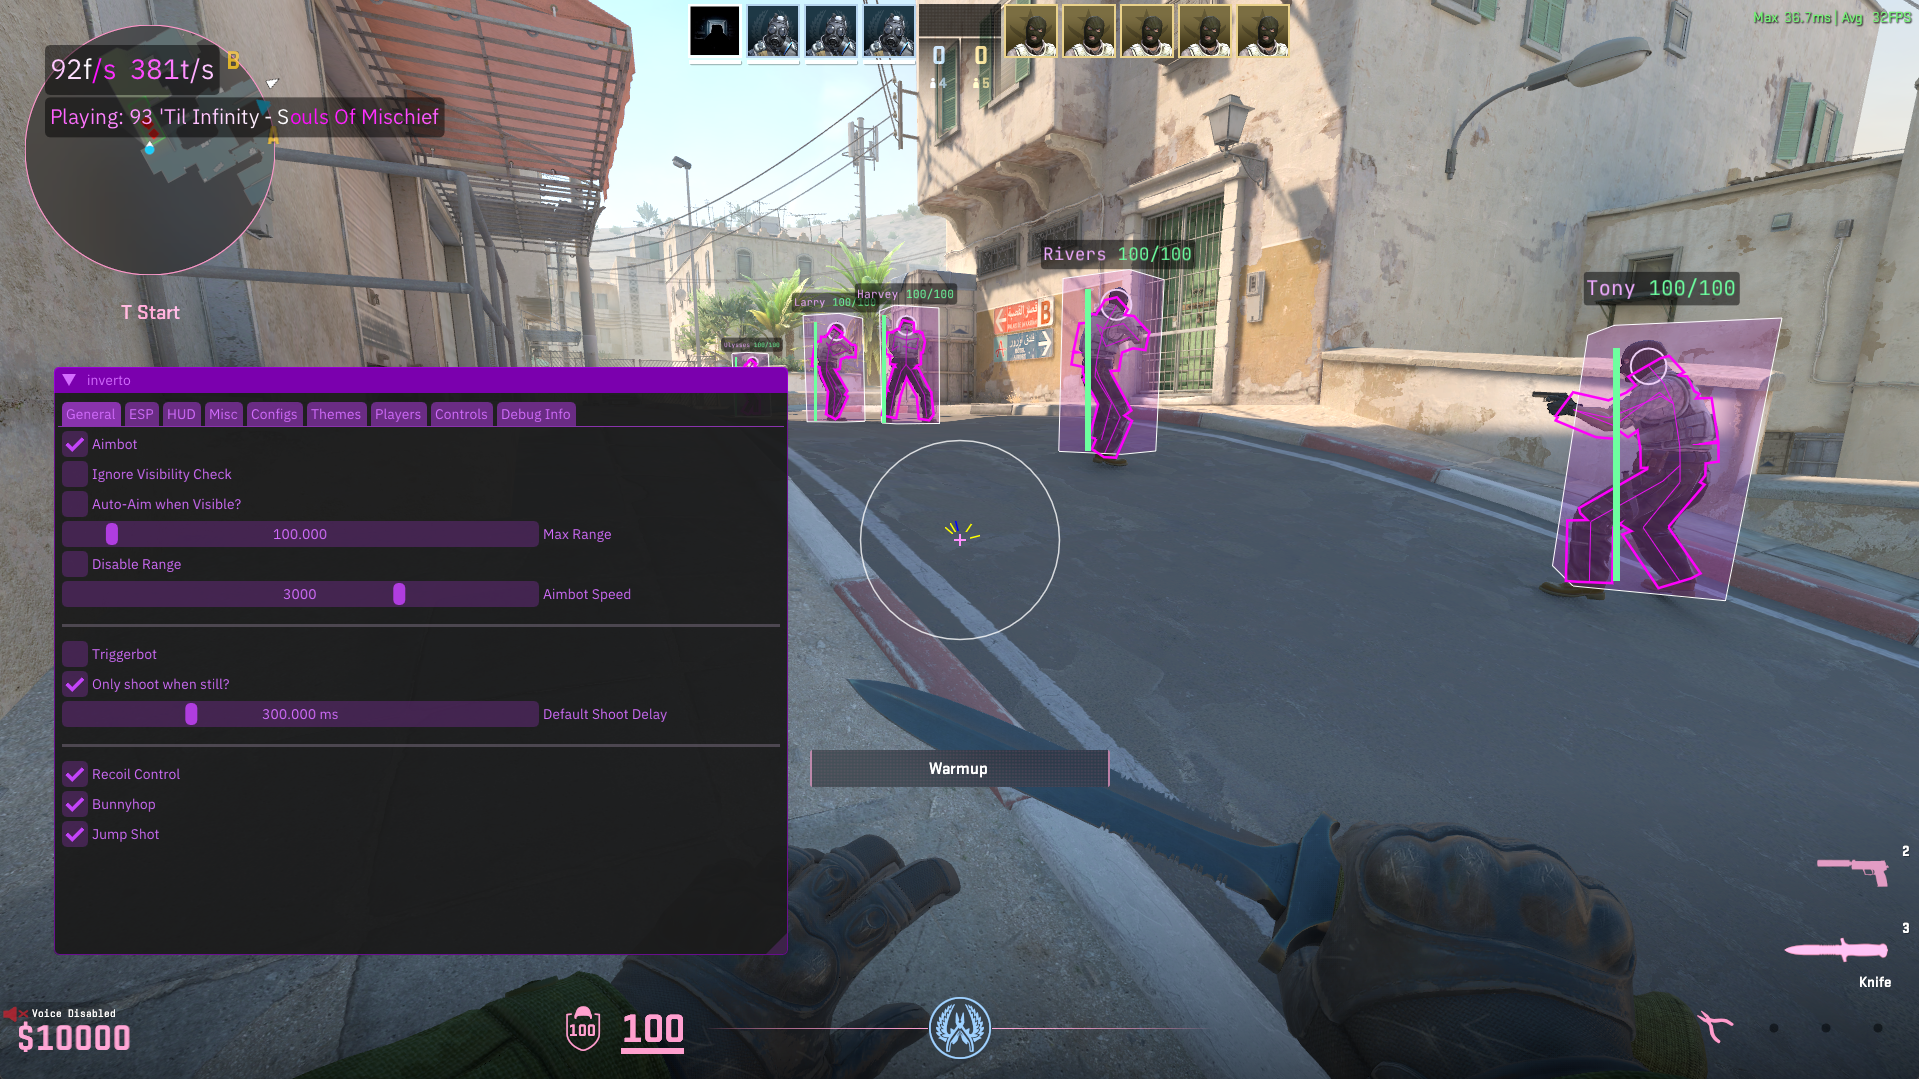 Max 36.7ms | Avg 32FPS
92f/s 381t/s
B
0 0
4 5
Playing: 93 'Til Infinity - Souls Of Mischief
A
T Start
Rivers 100/100
Tony 100/100
Larry 100/100
Harvey 100/100
Ulysses 100/100
B
inverto
General ESP HUD Misc Configs Themes Players Controls Debug Info
Aimbot
Ignore Visibility Check
Auto-Aim when Visible?
100.000 Max Range
Disable Range
3000 Aimbot Speed
Triggerbot
Only shoot when still?
300.000 ms Default Shoot Delay
Recoil Control
Bunnyhop
Jump Shot
Warmup
2
3
Knife
Voice Disabled
$10000
100
100